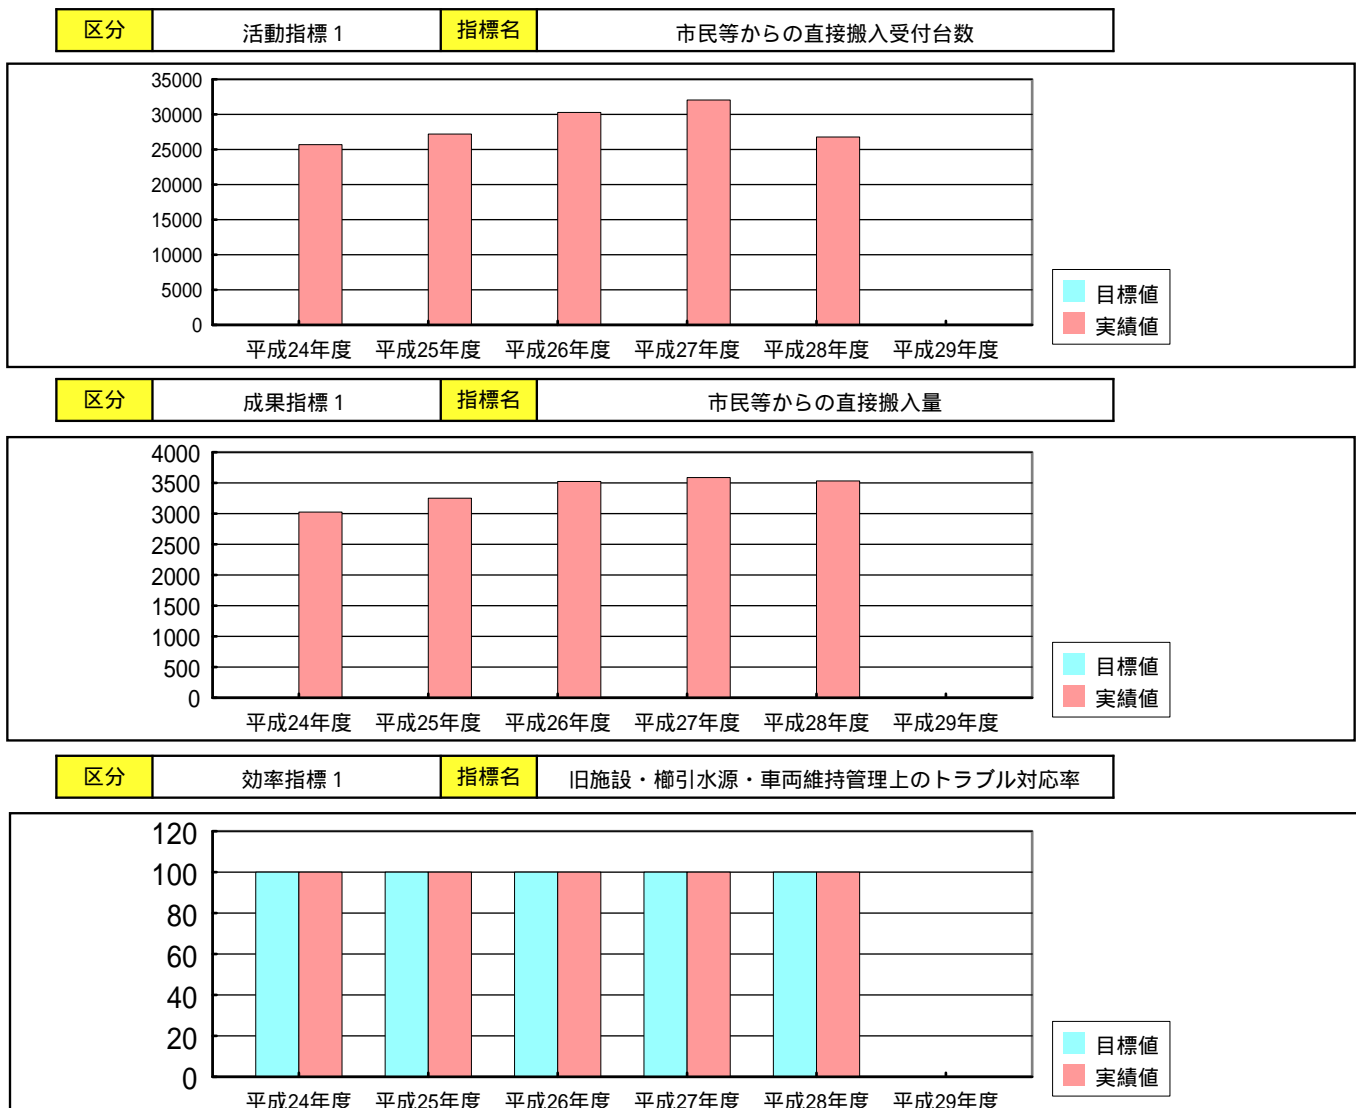 区分 活動指標１ 指標名 市民等からの直接搬入受付台数
35000
30000
25000
20000
15000
10000
5000
0
平成24年度 平成25年度 平成26年度 平成27年度 平成28年度 平成29年度
目標値
実績値
区分 成果指標１ 指標名 市民等からの直接搬入量
4000
3500
3000
2500
2000
1500
1000
500
0
平成24年度 平成25年度 平成26年度 平成27年度 平成28年度 平成29年度
目標値
実績値
区分 効率指標１ 指標名 旧施設・櫛引水源・車両維持管理上のトラブル対応率
120
100
80
60
40
20
0
平成24年度 平成25年度 平成26年度 平成27年度 平成28年度 平成29年度
目標値
実績値